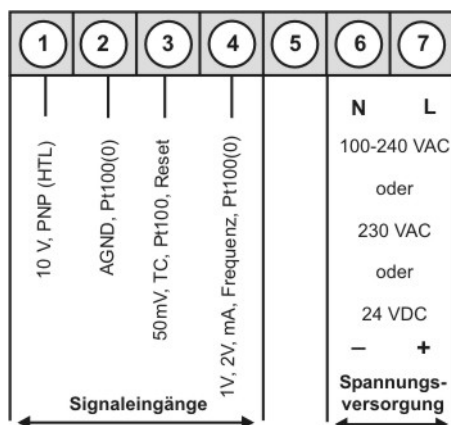 1 2 3 4 5 6 7
10 V, PNP (HTL)
AGND, Pt100(0)
50mV, TC, Pt100, Reset
1V, 2V, mA, Frequenz, Pt100(0)
N L
100-240 VAC
oder
230 VAC
oder
24 VDC
– +
Signaleingänge
Spannungs-
versorgung